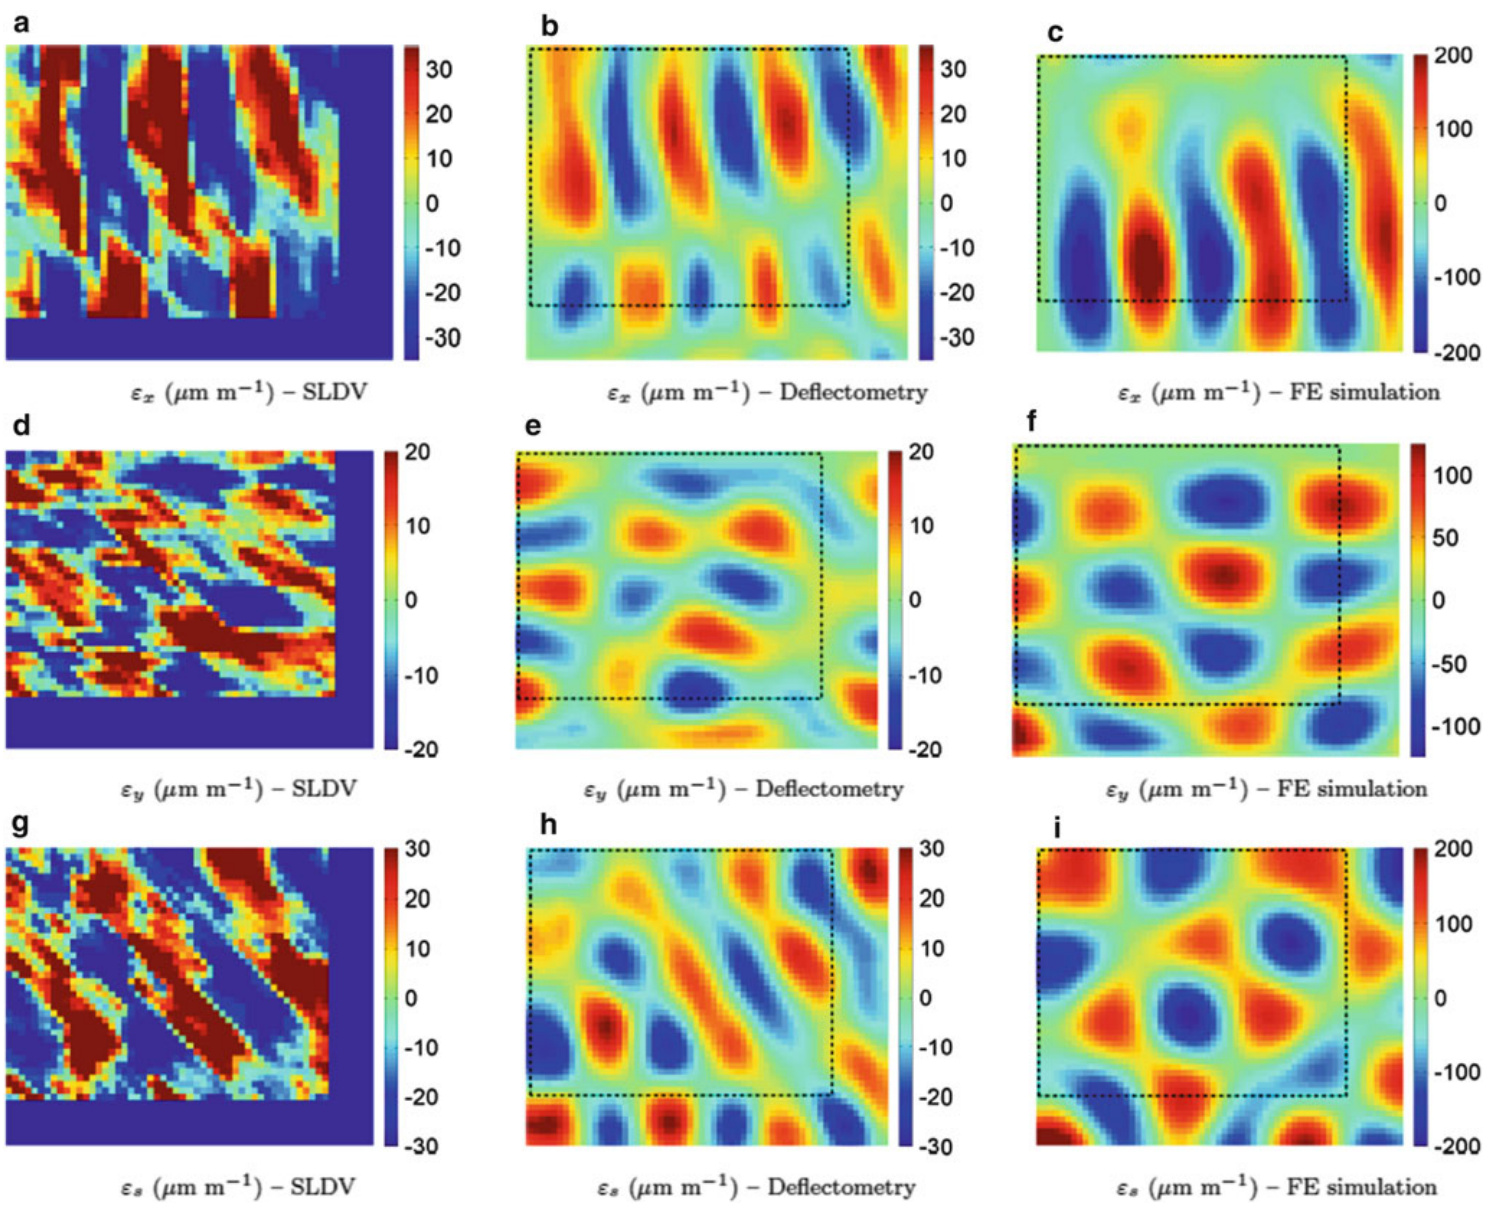 a
b
c
30
20
10
0
-10
-20
-30
30
20
10
0
-10
-20
-30
200
100
0
-100
-200
εx (μm m−1) – SLDV
εx (μm m−1) – Deflectometry
εx (μm m−1) – FE simulation
d
e
f
20
10
0
-10
-20
20
10
0
-10
-20
100
50
0
-50
-100
εy (μm m−1) – SLDV
εy (μm m−1) – Deflectometry
εy (μm m−1) – FE simulation
g
h
i
30
20
10
0
-10
-20
-30
30
20
10
0
-10
-20
-30
200
100
0
-100
-200
εs (μm m−1) – SLDV
εs (μm m−1) – Deflectometry
εs (μm m−1) – FE simulation